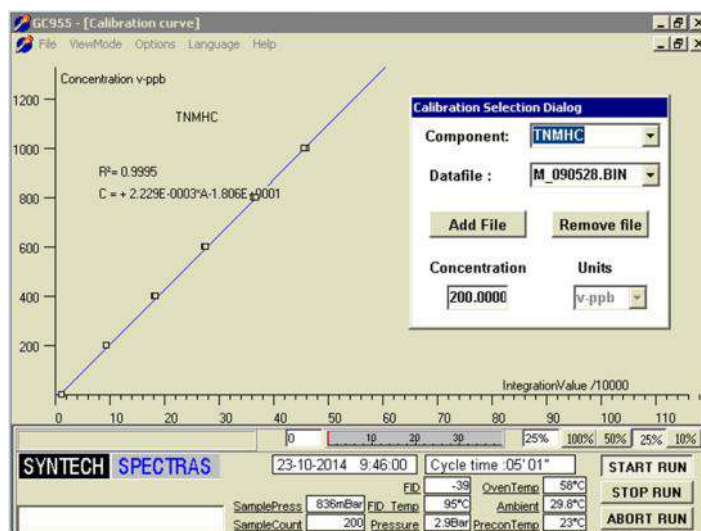 GC955 - [Calibration curve]
File ViewMode Options Language Help
Concentration v-ppb
1200
1000
800
600
400
200
TNMHC
R²= 0.9995
C = + 2.229E-0003*A-1.806E+0001
Calibration Selection Dialog
Component: TNMHC
Datafile : M_090528.BIN
Add File Remove file
Concentration Units
200.0000 v-ppb
IntegrationValue /10000
0 10 20 30 40 50 60 70 80 90 100 110
0 10 20 30 25% 100% 50% 25% 10%
SYNTECH SPECTRAS 23-10-2014 9:46:00 Cycle time :05' 01" START RUN
FID -39 OvenTemp 58°C STOP RUN
SamplePress 836mBar FID_Temp 95°C Ambient 29.8°C
SampleCount 200 Pressure 2.9Bar PreconTemp 23°C ABORT RUN